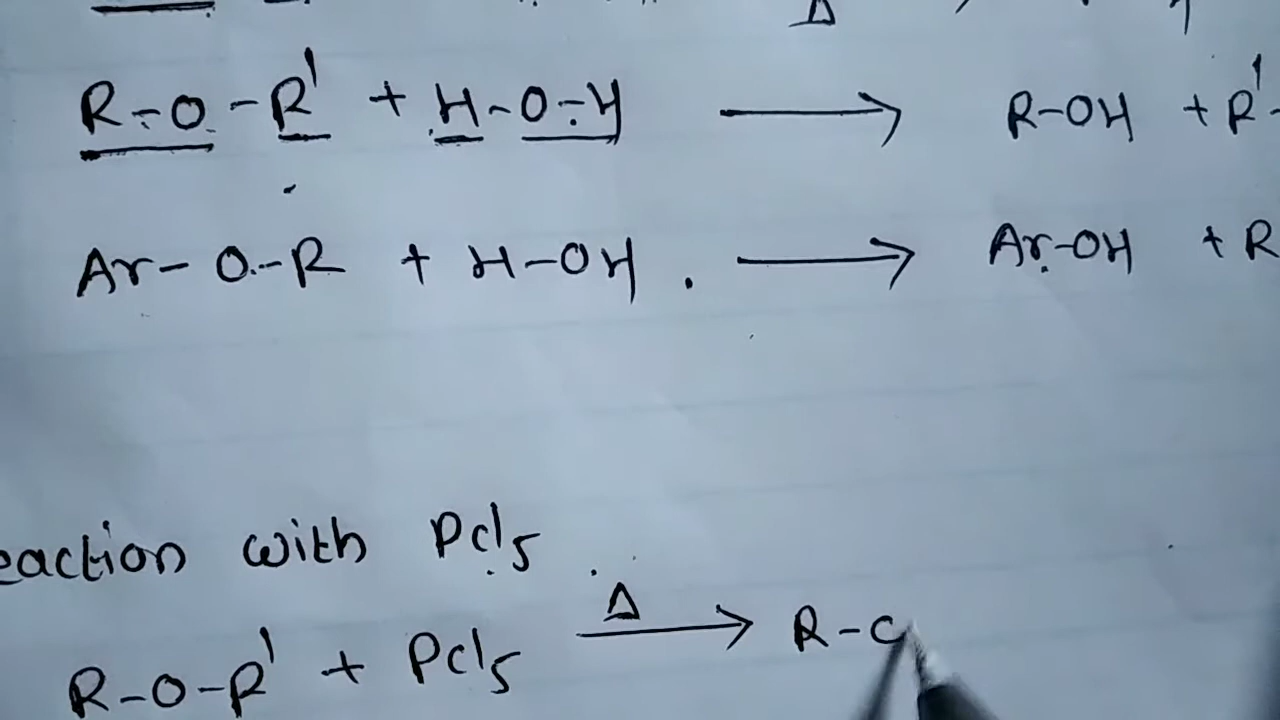 Δ
R-O-R' + H-O-H ⟶ R-OH + R'-
Ar-O-R + H-OH. ⟶ Ar-OH + R
eaction with Pcl5
R-O-R' + Pcl5 Δ⟶ R-c